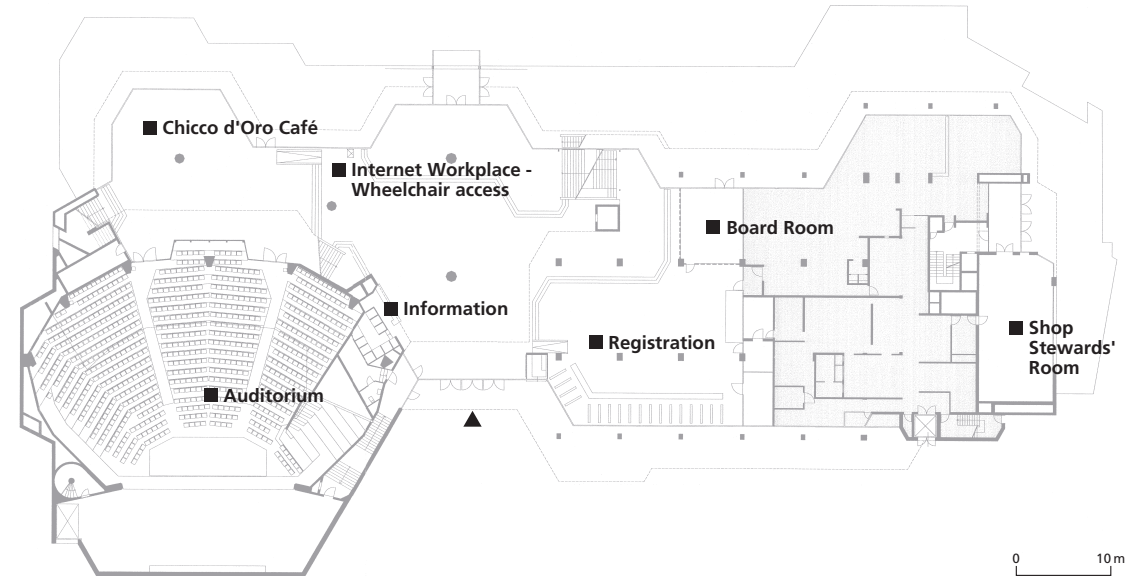 Chicco d'Oro Café
Internet Workplace -
Wheelchair access
Board Room
Information
Registration
Shop
Stewards'
Room
Auditorium
0 10 m